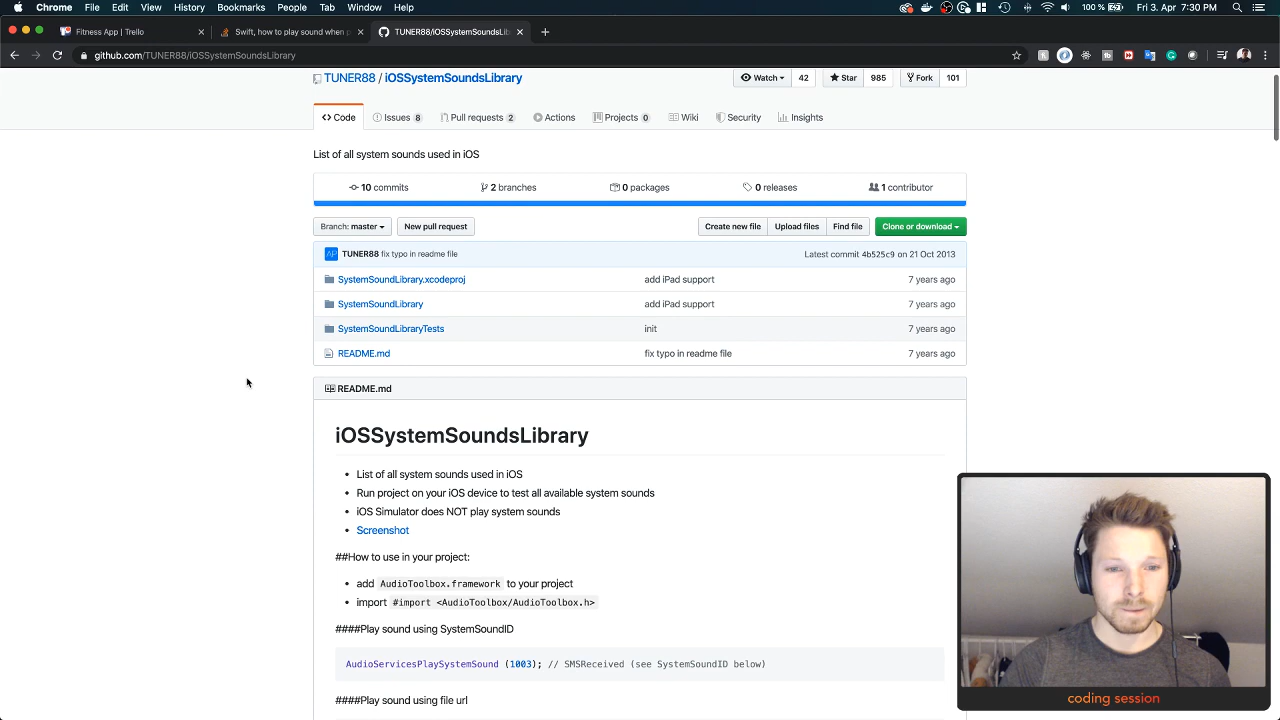 Chrome File Edit View History Bookmarks People Tab Window Help 100 % Fri 3. Apr 7:30 PM
Fitness App | Trello
Swift, how to play sound when p
TUNER88/iOSSystemSoundsLib
github.com/TUNER88/iOSSystemSoundsLibrary
TUNER88 / iOSSystemSoundsLibrary
Watch 42 Star 985 Fork 101
Code Issues 8 Pull requests 2 Actions Projects 0 Wiki Security Insights
List of all system sounds used in iOS
10 commits 2 branches 0 packages 0 releases 1 contributor
Branch: master New pull request Create new file Upload files Find file Clone or download
TUNER88 fix typo in readme file Latest commit 4b525c9 on 21 Oct 2013
SystemSoundLibrary.xcodeproj add iPad support 7 years ago
SystemSoundLibrary add iPad support 7 years ago
SystemSoundLibraryTests init 7 years ago
README.md fix typo in readme file 7 years ago
README.md
iOSSystemSoundsLibrary
• List of all system sounds used in iOS
• Run project on your iOS device to test all available system sounds
• iOS Simulator does NOT play system sounds
• Screenshot
##How to use in your project:
• add AudioToolbox.framework to your project
• import #import <AudioToolbox/AudioToolbox.h>
####Play sound using SystemSoundID
AudioServicesPlaySystemSound (1003); // SMSReceived (see SystemSoundID below)
####Play sound using file url
coding session